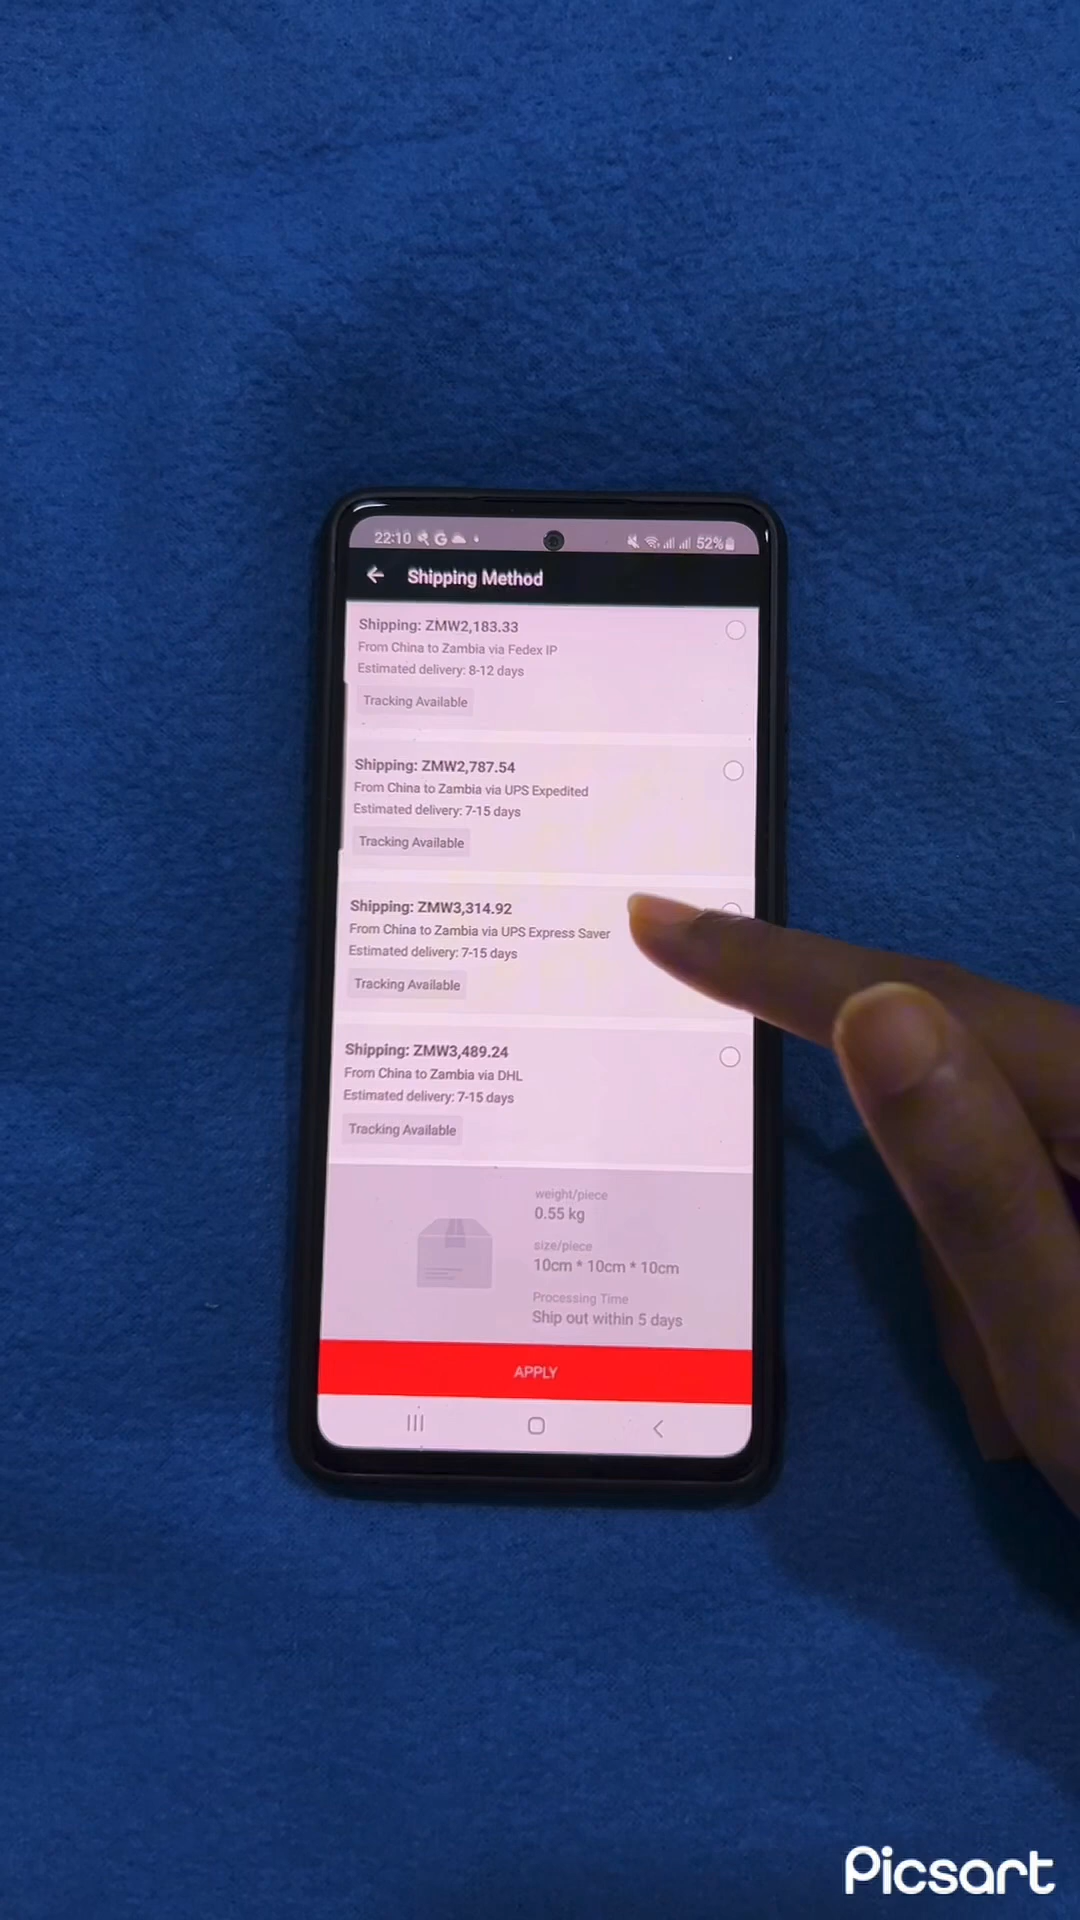 22:10
52%
Shipping Method
Shipping: ZMW2,183.33
From China to Zambia via Fedex IP
Estimated delivery: 8-12 days
Tracking Available
Shipping: ZMW2,787.54
From China to Zambia via UPS Expedited
Estimated delivery: 7-15 days
Tracking Available
Shipping: ZMW3,314.92
From China to Zambia via UPS Express Saver
Estimated delivery: 7-15 days
Tracking Available
Shipping: ZMW3,489.24
From China to Zambia via DHL
Estimated delivery: 7-15 days
Tracking Available
weight/piece
0.55 kg
size/piece
10cm * 10cm * 10cm
Processing Time
Ship out within 5 days
APPLY
Picsart